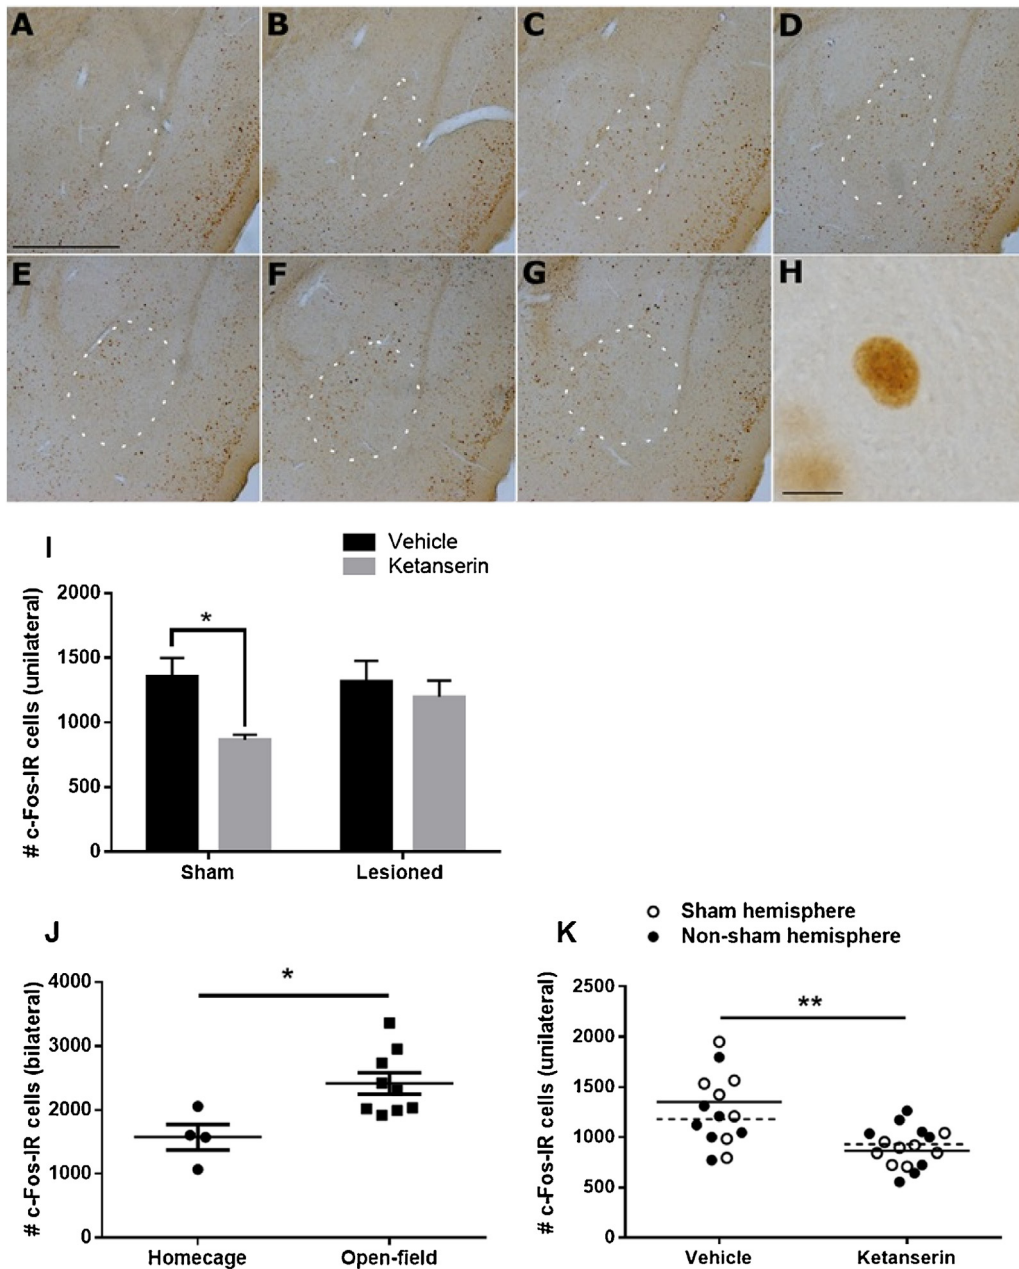 A B C D
E F G H
I
Vehicle
Ketanserin
# c-Fos-IR cells (unilateral)
2000
1500
1000
500
0
*
Sham Lesioned
J
# c-Fos-IR cells (bilateral)
4000
3000
2000
1000
0
*
Homecage Open-field
K
Sham hemisphere
Non-sham hemisphere
# c-Fos-IR cells (unilateral)
2500
2000
1500
1000
500
0
**
Vehicle Ketanserin